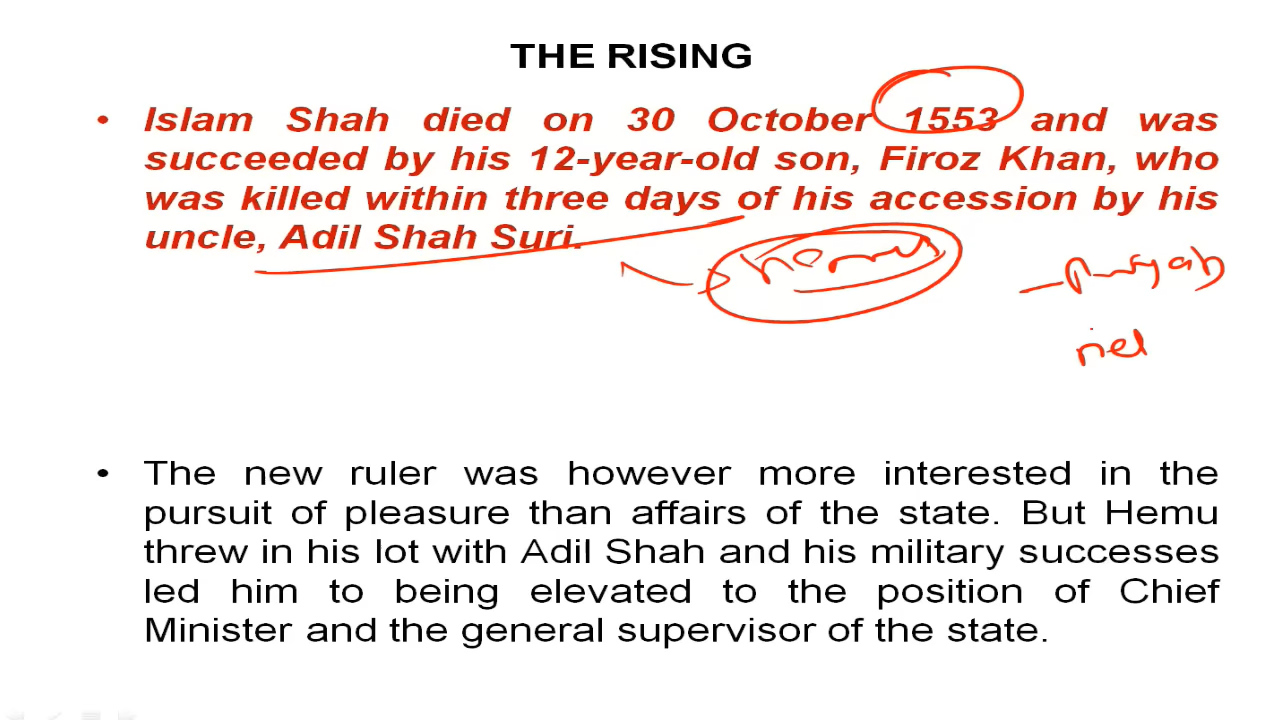 THE RISING
• Islam Shah died on 30 October 1553 and was
succeeded by his 12-year-old son, Firoz Khan, who
was killed within three days of his accession by his
uncle, Adil Shah Suri.
hemu
Punjab
• The new ruler was however more interested in the
pursuit of pleasure than affairs of the state. But Hemu
threw in his lot with Adil Shah and his military successes
led him to being elevated to the position of Chief
Minister and the general supervisor of the state.